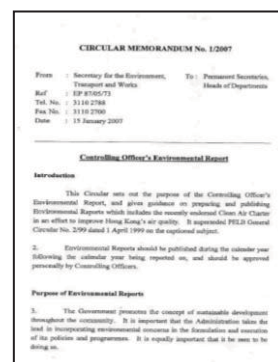 CIRCULAR MEMORANDUM No. 1/2007
From : Secretary for the Environment, To : Permanent Secretaries,
Transport and Works Heads of Departments
Ref : EP 87/05/73
Tel. No. : 3110 2788
Fax No. : 3110 2700
Date : 15 January 2007
Controlling Officer's Environmental Report
Introduction
This Circular sets out the purpose of the Controlling Officer's
Environmental Report, and gives guidance on preparing and publishing
Environmental Reports which includes the recently endorsed Clean Air Charter
in an effort to improve Hong Kong's air quality. It superseded PELB General
Circular No. 2/99 dated 1 April 1999 on the captioned subject.
2. Environmental Reports should be published during the calendar year
following the calendar year being reported on, and should be approved
personally by Controlling Officers.
Purpose of Environmental Reports
3. The Government promotes the concept of sustainable development
throughout the community. It is important that the Administration takes the
lead in incorporating environmental concerns in the formulation and execution
of its policies and programmes. It is equally important that it be seen to be
doing so.